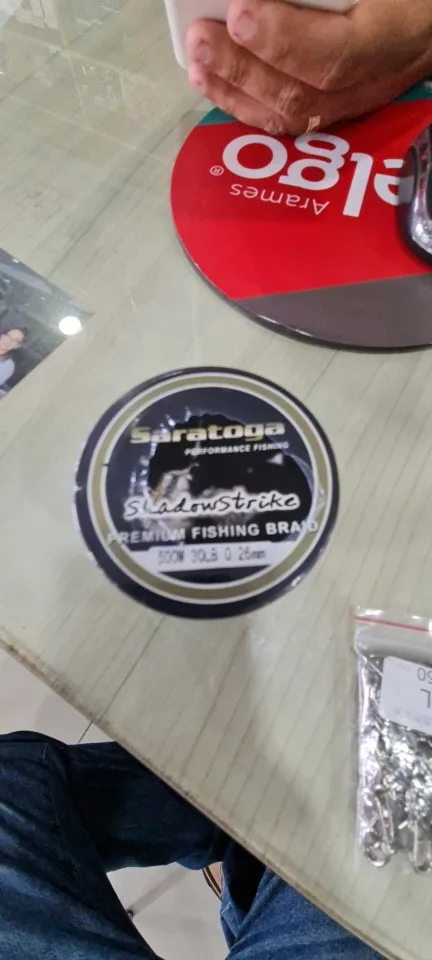 elgo®
Arames
Saratoga
PERFORMANCE FISHING
ShadowStrike
PREMIUM FISHING BRAID
500M 30LB 0.26mm
L